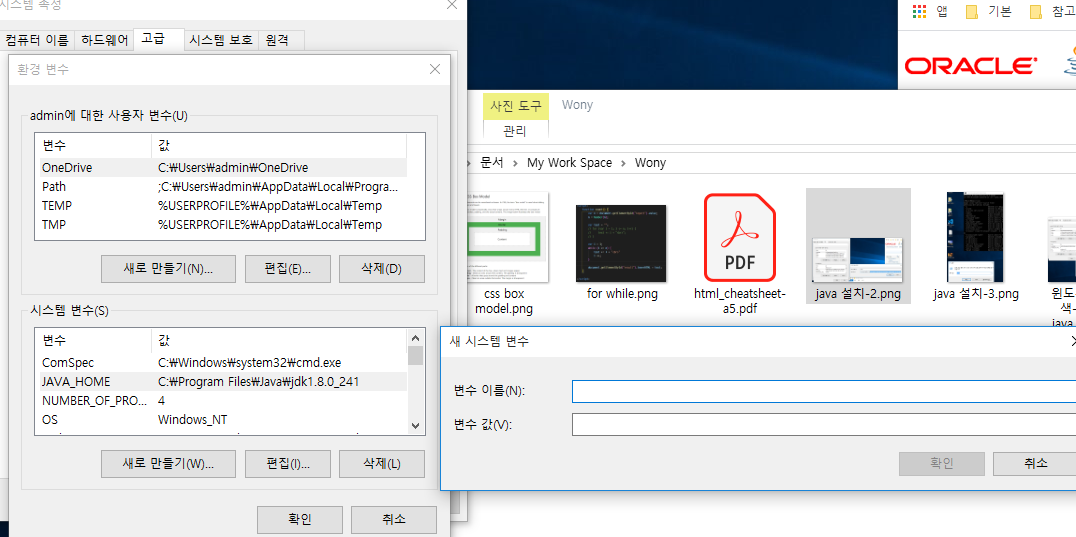 시스템 속성
컴퓨터 이름 하드웨어 고급 시스템 보호 원격
환경 변수
admin에 대한 사용자 변수(U)
변수 값
OneDrive C:₩Users₩admin₩OneDrive
Path ;C:₩Users₩admin₩AppData₩Local₩Progra...
TEMP %USERPROFILE%₩AppData₩Local₩Temp
TMP %USERPROFILE%₩AppData₩Local₩Temp
새로 만들기(N)... 편집(E)... 삭제(D)
시스템 변수(S)
변수 값
ComSpec C:₩Windows₩system32₩cmd.exe
JAVA_HOME C:₩Program Files₩Java₩jdk1.8.0_241
NUMBER_OF_PRO... 4
OS Windows_NT
새로 만들기(W)... 편집(I)... 삭제(L)
확인 취소
앱 기본 참고
ORACLE
사진 도구 Wony
관리
문서 › My Work Space › Wony
PDF
css box
model.png
for while.png
html_cheatsheet-
a5.pdf
java 설치-2.png
java 설치-3.png
윈도
색-
java
새 시스템 변수
변수 이름(N):
변수 값(V):
확인 취소